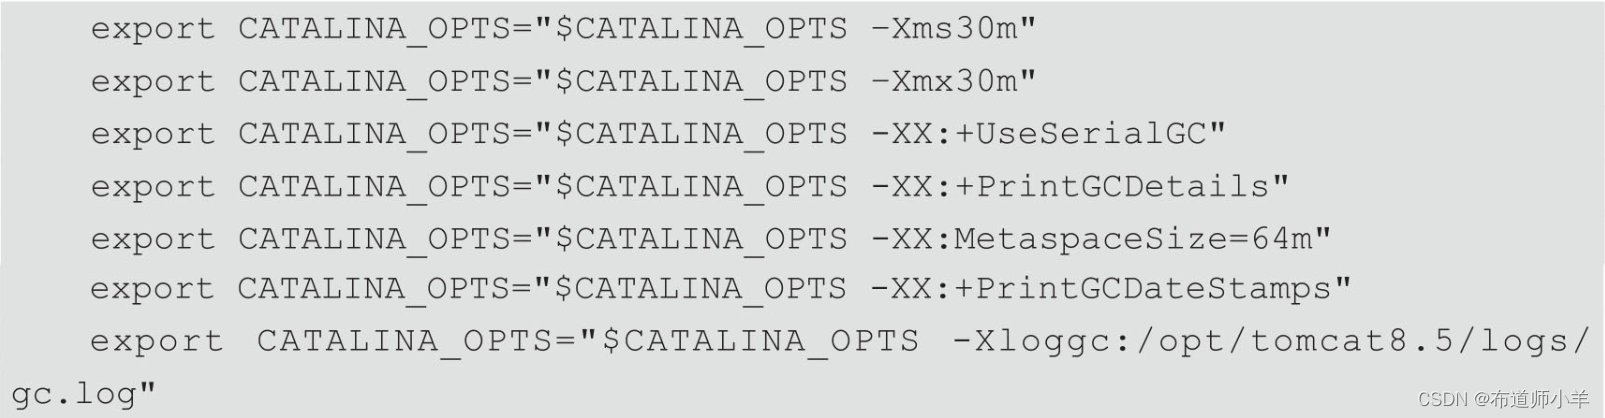 export CATALINA_OPTS="$CATALINA_OPTS -Xms30m"
export CATALINA_OPTS="$CATALINA_OPTS -Xmx30m"
export CATALINA_OPTS="$CATALINA_OPTS -XX:+UseSerialGC"
export CATALINA_OPTS="$CATALINA_OPTS -XX:+PrintGCDetails"
export CATALINA_OPTS="$CATALINA_OPTS -XX:MetaspaceSize=64m"
export CATALINA_OPTS="$CATALINA_OPTS -XX:+PrintGCDateStamps"
export CATALINA_OPTS="$CATALINA_OPTS -Xloggc:/opt/tomcat8.5/logs/
gc.log"
CSDN @布道师小羊